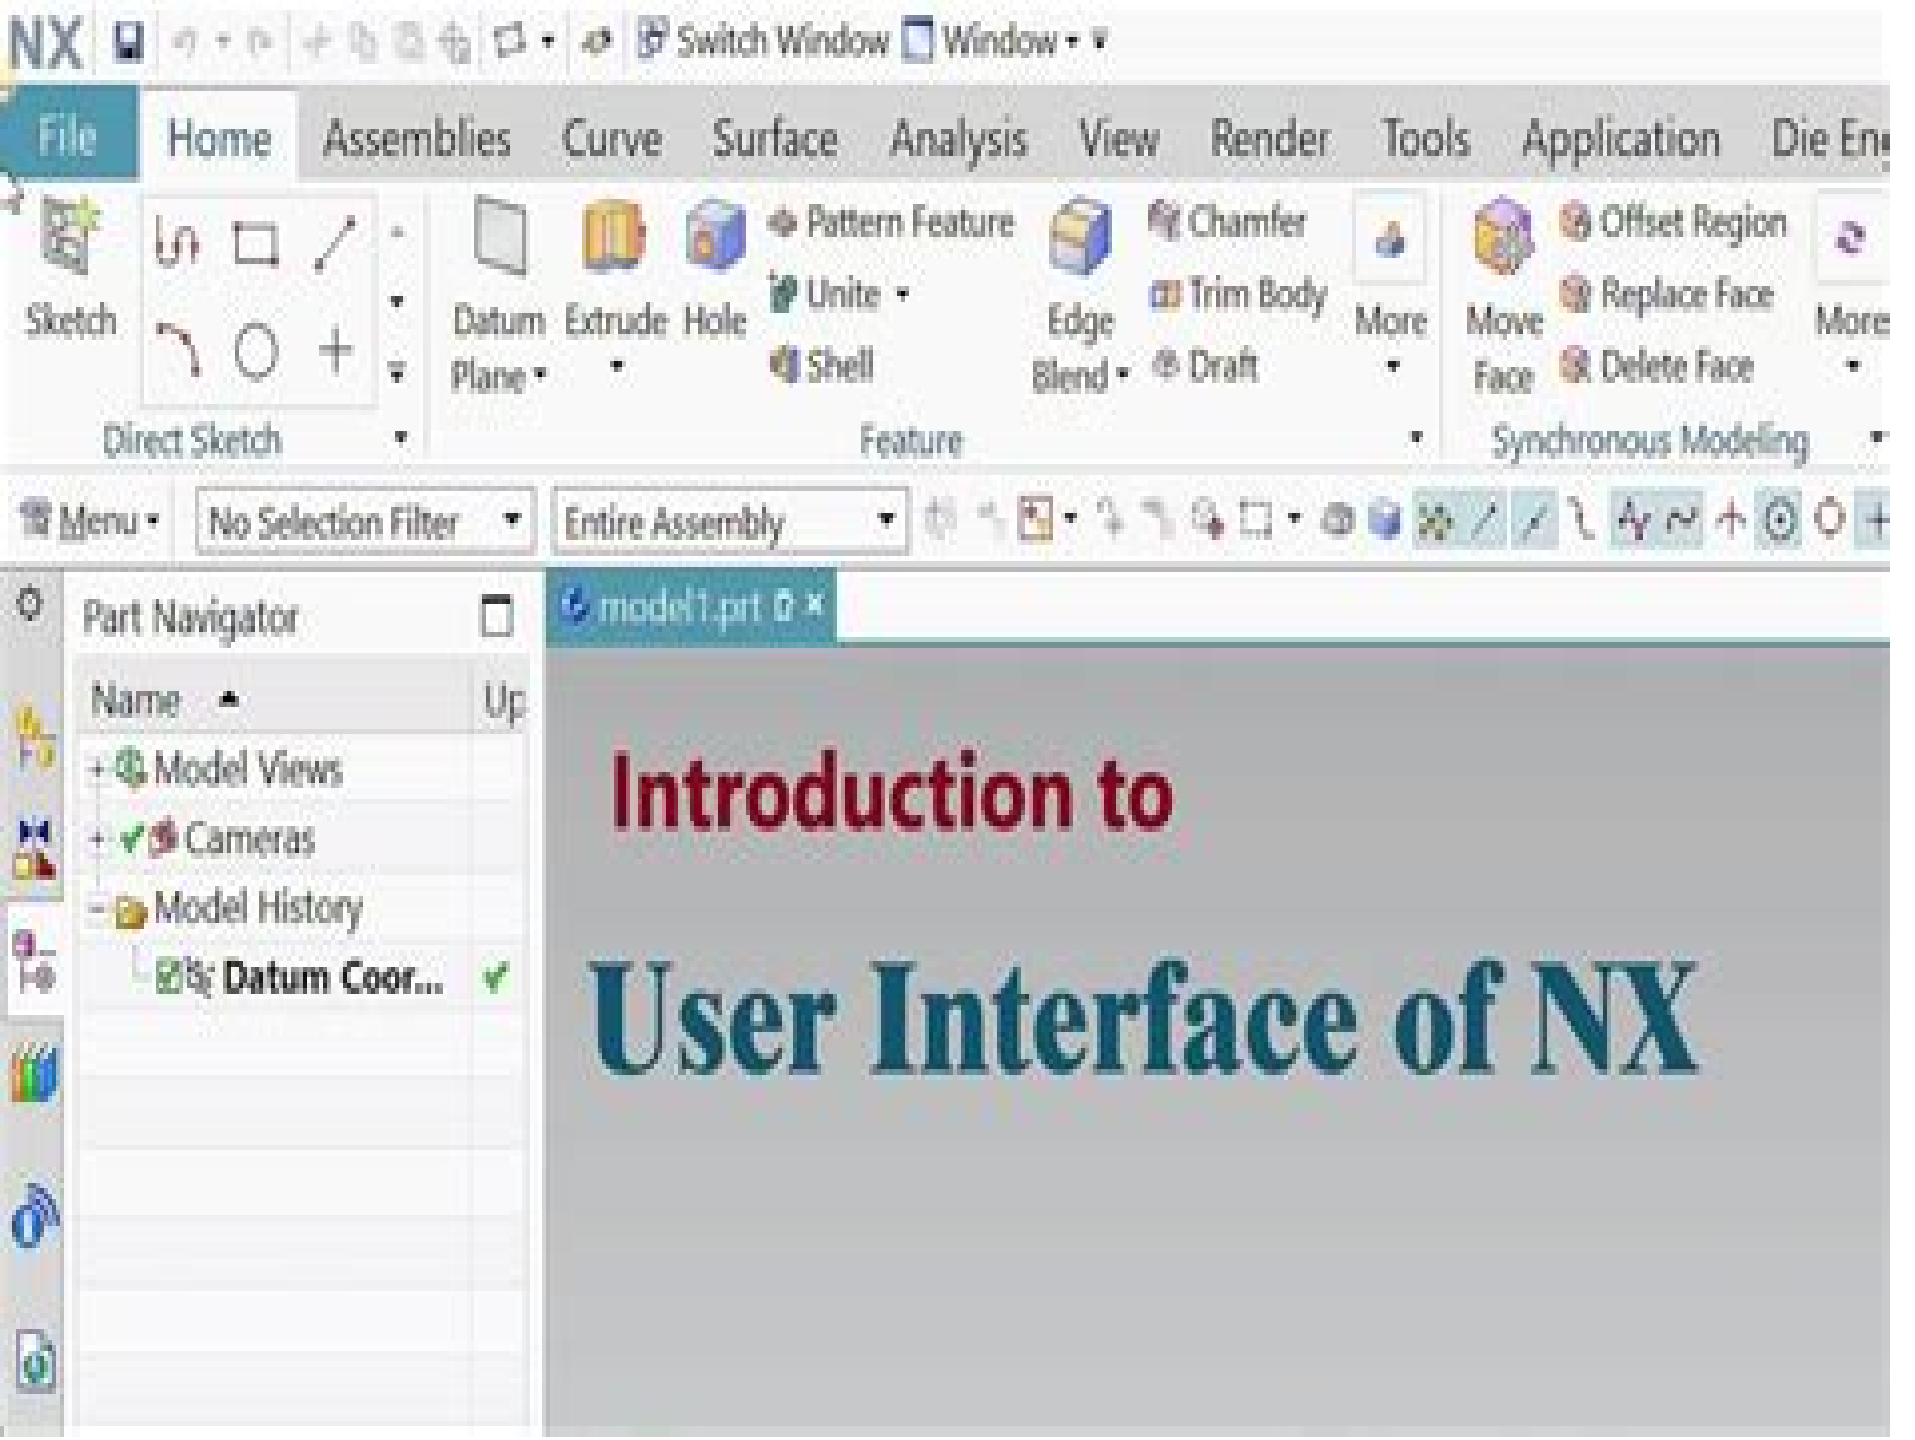 NX Switch Window Window
File Home Assemblies Curve Surface Analysis View Render Tools Application Die Eng
Sketch
Direct Sketch
Datum Plane
Extrude
Hole
Pattern Feature
Unite
Shell
Edge Blend
Chamfer
Trim Body
Draft
More
Feature
Move Face
Offset Region
Replace Face
Delete Face
More
Synchronous Modeling
Menu No Selection Filter Entire Assembly
Part Navigator
model1.prt
Name Up
Model Views
Cameras
Model History
Datum Coor...
Introduction to
User Interface of NX